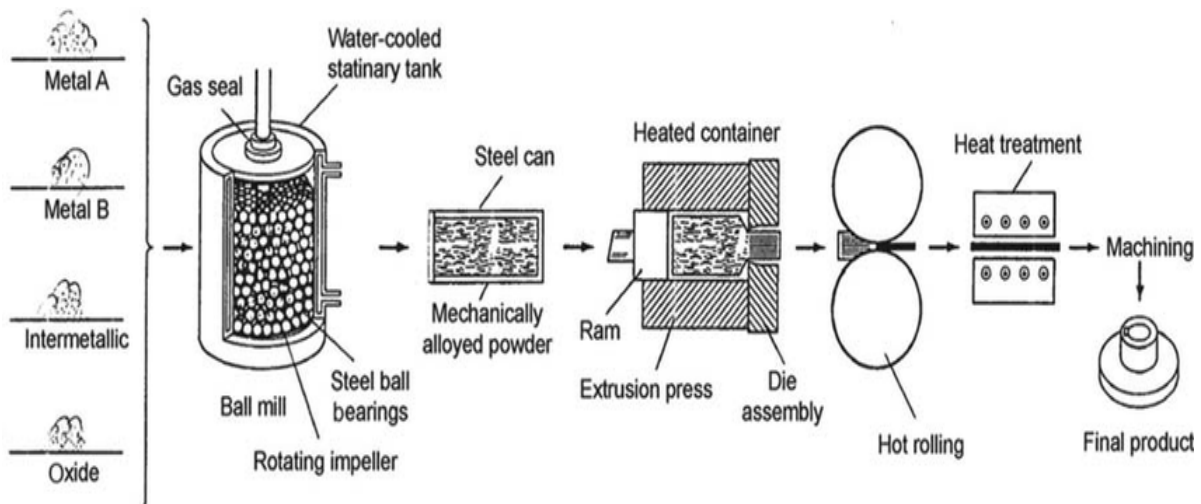 Metal A
Metal B
Intermetallic
Oxide
Gas seal
Water-cooled
statinary tank
Ball mill
Steel ball
bearings
Rotating impeller
Steel can
Mechanically
alloyed powder
Heated container
Ram
Extrusion press
Die
assembly
Hot rolling
Heat treatment
Machining
Final product